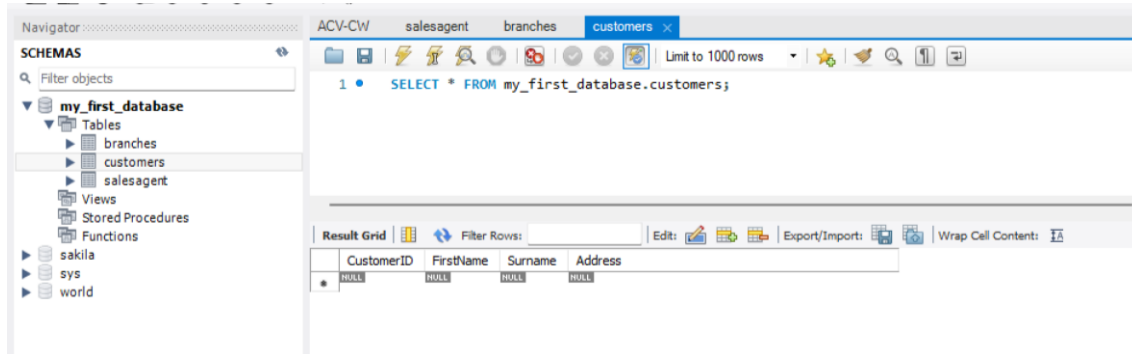 Navigator
SCHEMAS
Filter objects
my_first_database
Tables
branches
customers
salesagent
Views
Stored Procedures
Functions
sakila
sys
world
ACV-CW salesagent branches customers ×
Limit to 1000 rows
1 SELECT * FROM my_first_database.customers;
Result Grid Filter Rows: Edit: Export/Import: Wrap Cell Content: IA
CustomerID FirstName Surname Address
NULL NULL NULL NULL